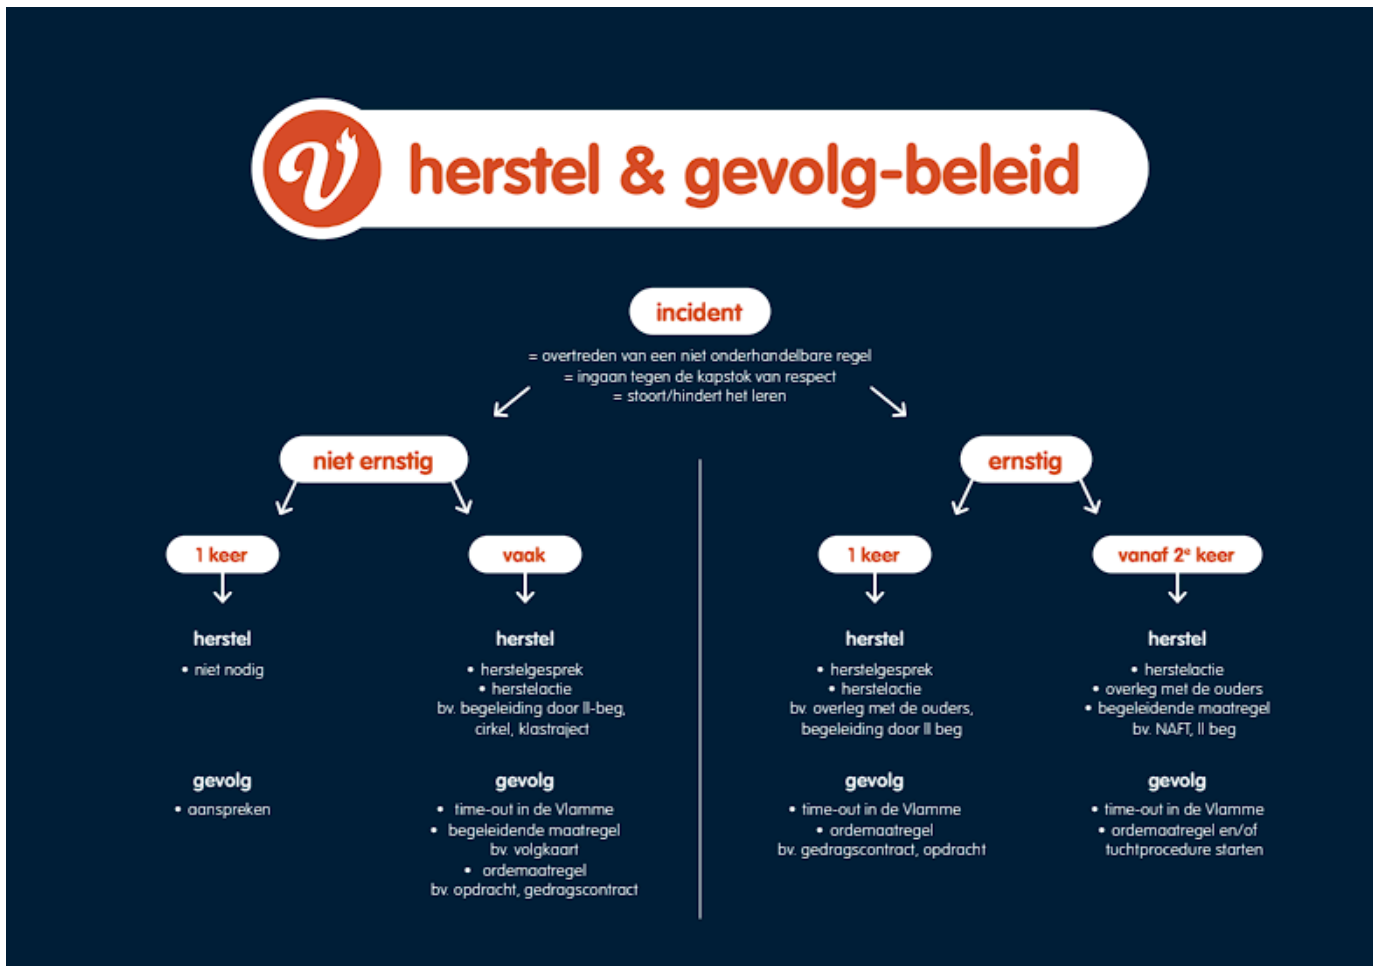 V herstel & gevolg-beleid
incident
= overtreden van een niet onderhandelbare regel
= ingaan tegen de kapstok van respect
= stoort/hindert het leren
niet ernstig
1 keer
herstel
• niet nodig
gevolg
• aanspreken
vaak
herstel
• herstelgesprek
• herstelactie
bv. begeleiding door ll-beg,
cirkel, klastraject
gevolg
• time-out in de Vlamme
• begeleidende maatregel
bv. volgkaart
• ordemaatregel
bv. opdracht, gedragscontract
ernstig
1 keer
herstel
• herstelgesprek
• herstelactie
bv. overleg met de ouders,
begeleiding door ll beg
gevolg
• time-out in de Vlamme
• ordemaatregel
bv. gedragscontract, opdracht
vanaf 2e keer
herstel
• herstelactie
• overleg met de ouders
• begeleidende maatregel
bv. NAFT, ll beg
gevolg
• time-out in de Vlamme
• ordemaatregel en/of
tuchtprocedure starten